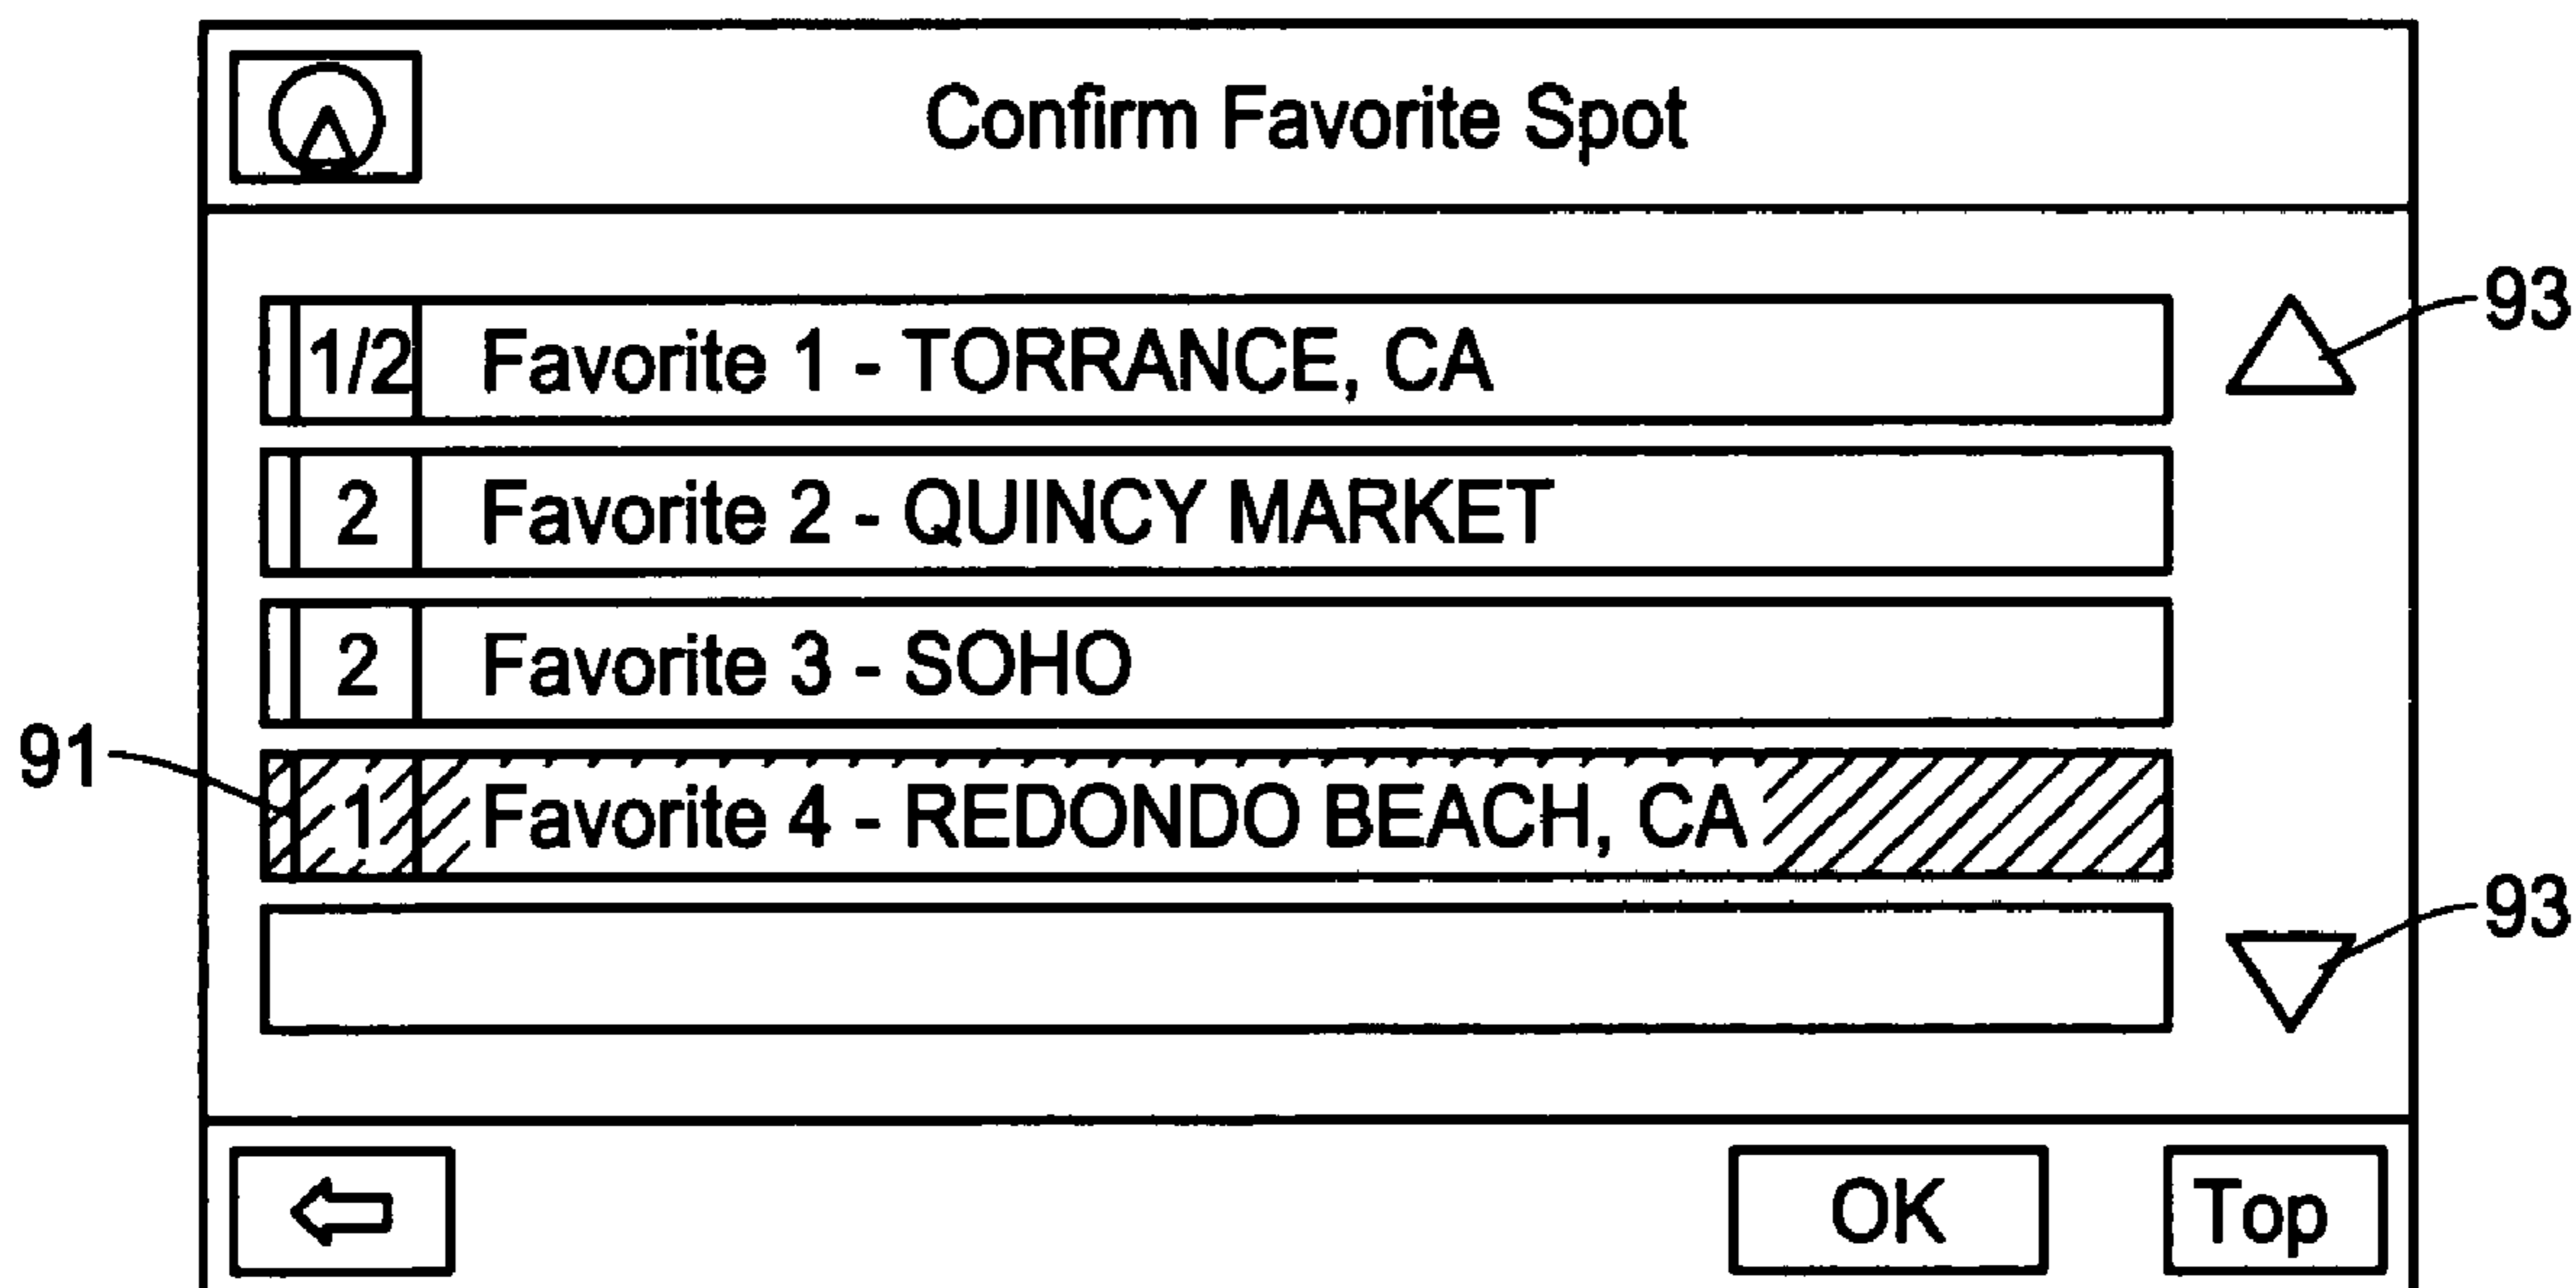 Confirm Favorite Spot
93
1/2 Favorite 1 - TORRANCE, CA
2 Favorite 2 - QUINCY MARKET
2 Favorite 3 - SOHO
91
1 Favorite 4 - REDONDO BEACH, CA
93
OK Top